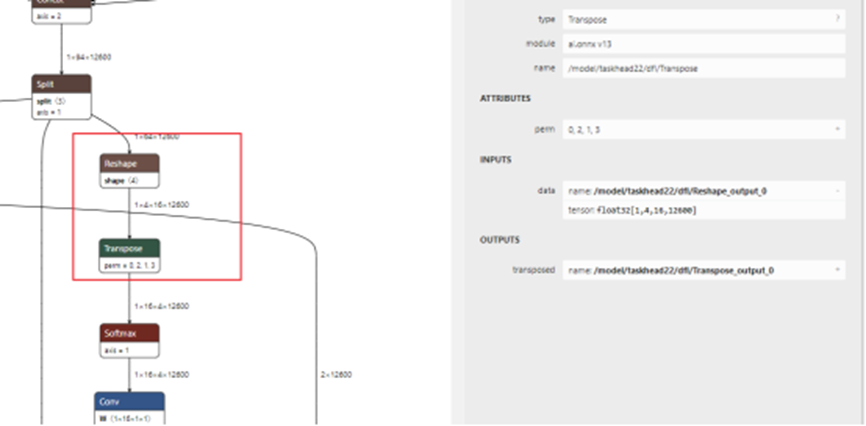 Concat
axis = 2
1×64×12600
Split
split ⟨3⟩
axis = 1
1×64×12600
Reshape
shape ⟨4⟩
1×4×16×12600
Transpose
perm = 0, 2, 1, 3
1×16×4×12600
Softmax
axis = 1
1×16×4×12600
2×12600
Conv
W ⟨1×16×1×1⟩
type Transpose ?
module ai.onnx v13
name /model/taskhead22/dfl/Transpose
ATTRIBUTES
perm 0, 2, 1, 3
INPUTS
data name: /model/taskhead22/dfl/Reshape_output_0
tensor: float32[1,4,16,12600]
OUTPUTS
transposed name: /model/taskhead22/dfl/Transpose_output_0